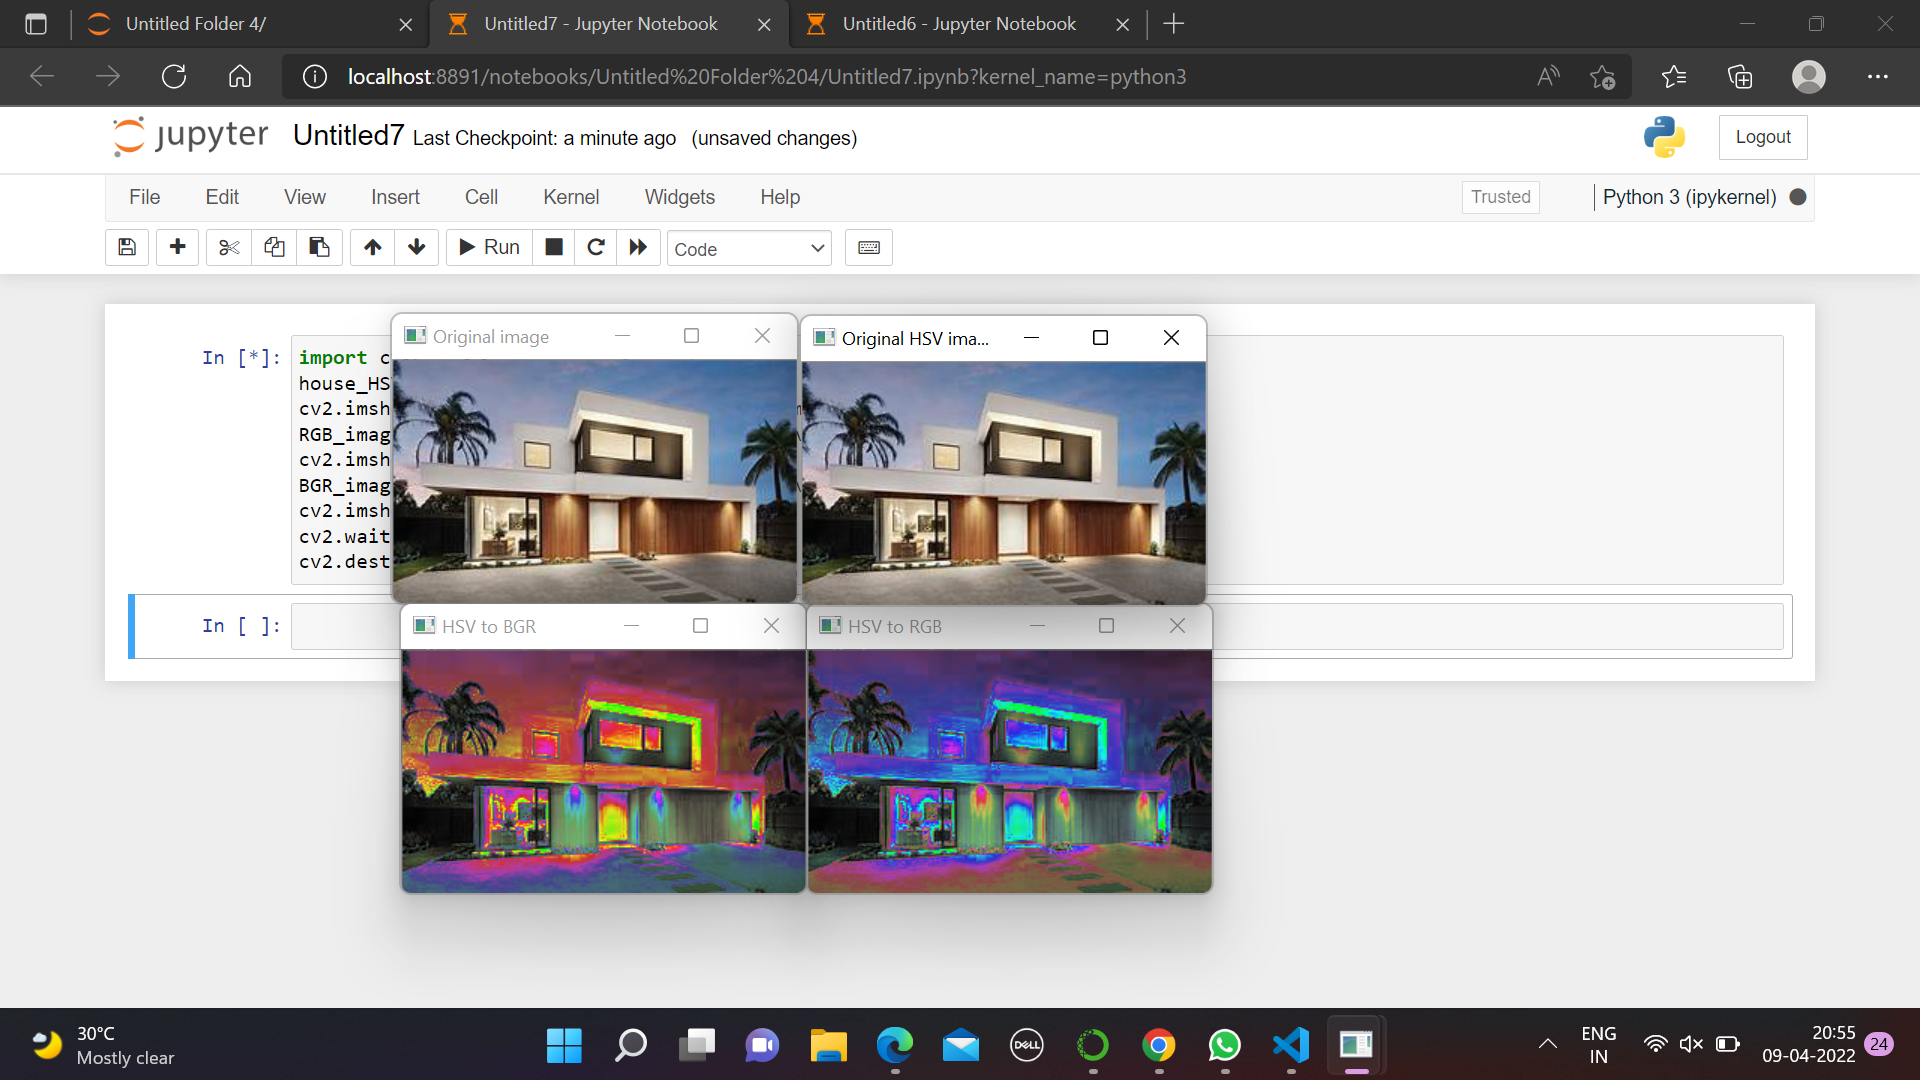 Untitled Folder 4/
Untitled7 - Jupyter Notebook
Untitled6 - Jupyter Notebook
localhost:8891/notebooks/Untitled%20Folder%204/Untitled7.ipynb?kernel_name=python3
jupyter Untitled7 Last Checkpoint: a minute ago (unsaved changes)
Logout
File Edit View Insert Cell Kernel Widgets Help
Trusted
Python 3 (ipykernel)
Run
Code
Original image
Original HSV ima...
In [*]:
import c
house_HS
cv2.imsh
RGB_imag
cv2.imsh
BGR_imag
cv2.imsh
cv2.wait
cv2.dest
In [ ]:
HSV to BGR
HSV to RGB
30°C
Mostly clear
DELL
ENG
IN
20:55
09-04-2022
24